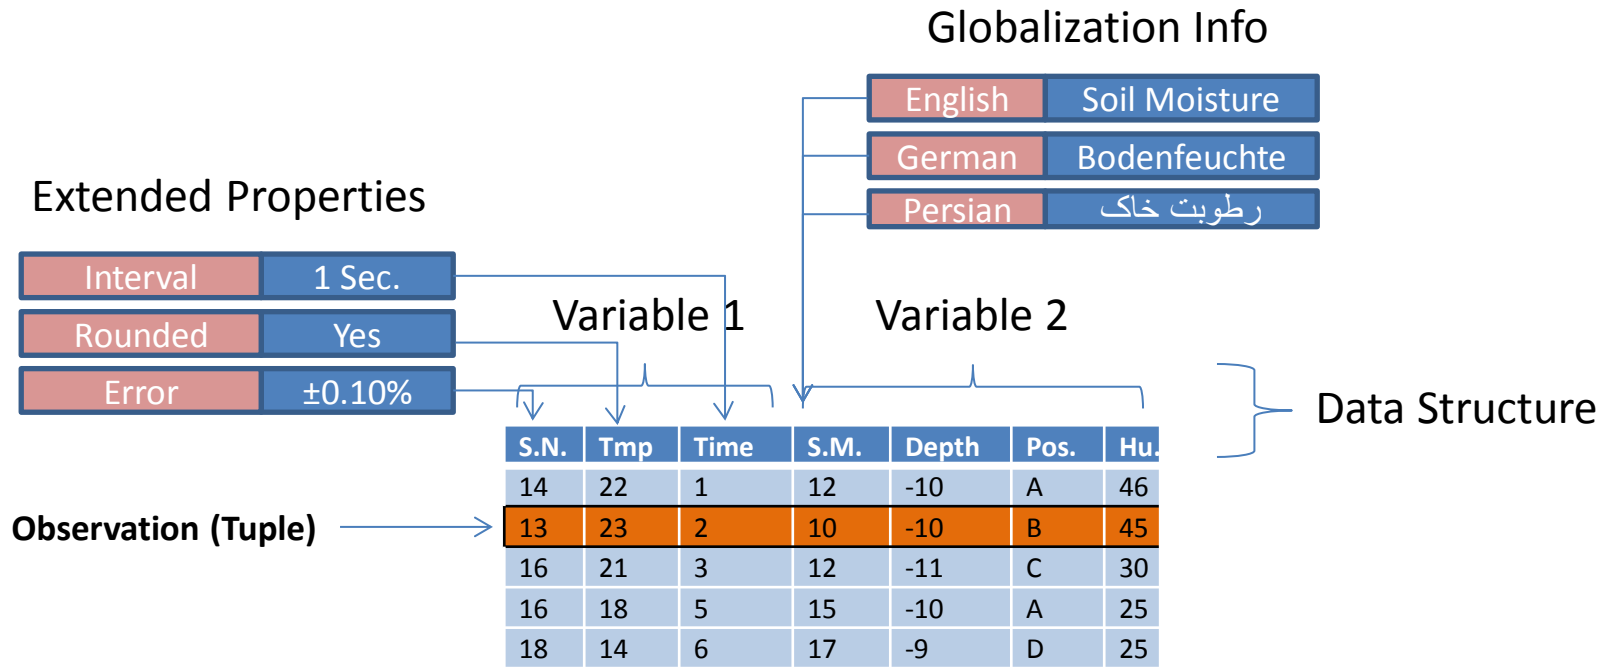 Globalization Info
English Soil Moisture
German Bodenfeuchte
Persian رطوبت خاک
Extended Properties
Interval 1 Sec.
Rounded Yes
Error ±0.10%
Variable 1 Variable 2
Data Structure
S.N. Tmp Time S.M. Depth Pos. Hu.
14 22 1 12 -10 A 46
Observation (Tuple) 13 23 2 10 -10 B 45
16 21 3 12 -11 C 30
16 18 5 15 -10 A 25
18 14 6 17 -9 D 25